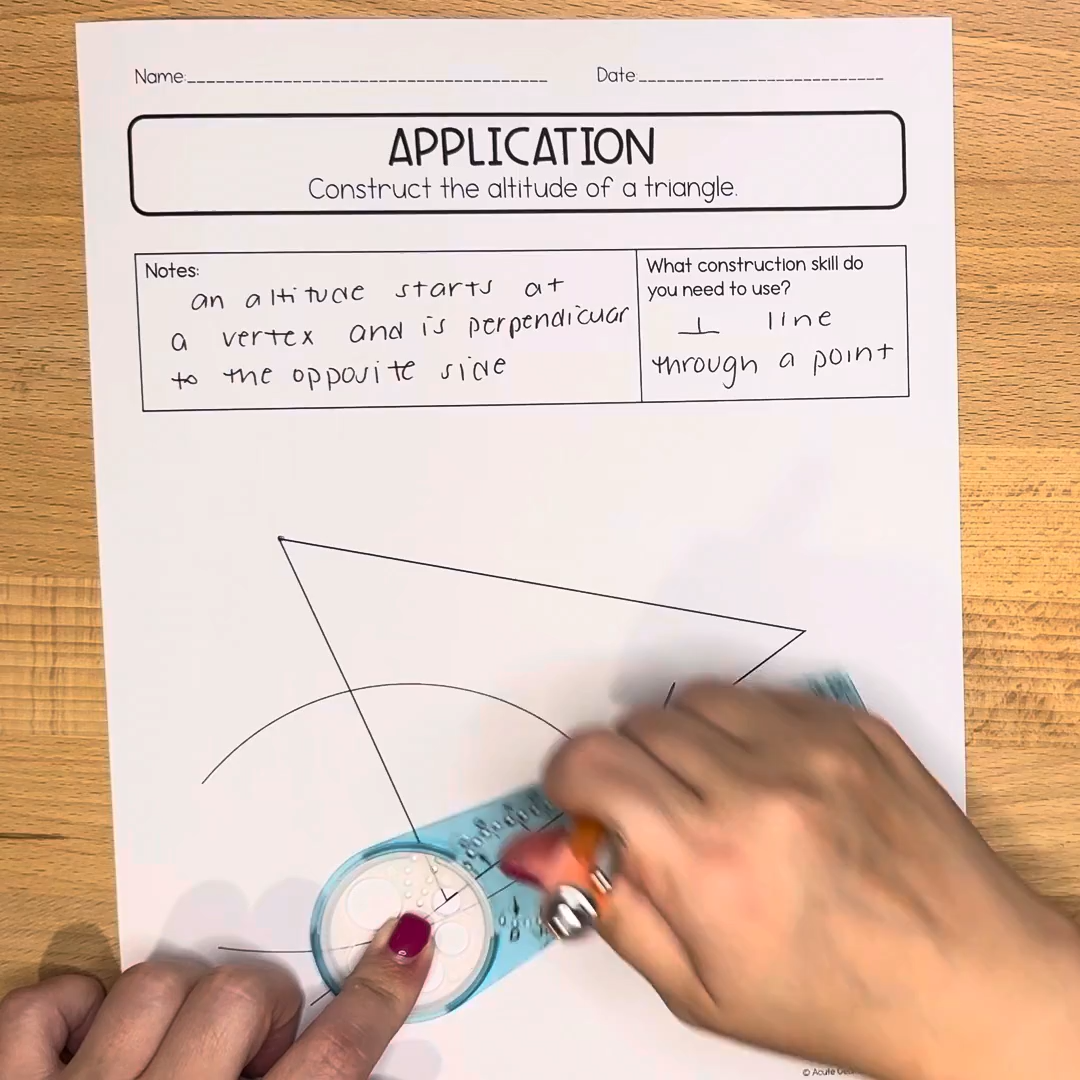 Name: Date:
APPLICATION
Construct the altitude of a triangle.
Notes:
an altitude starts at
a vertex and is perpendicular
to the opposite side
What construction skill do
you need to use?
⊥ line
through a point
© Acute